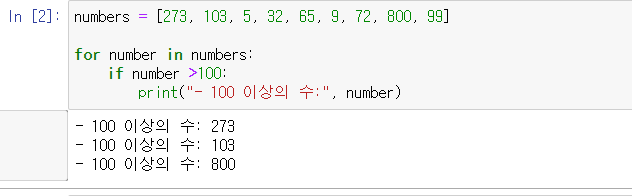 In [2]: numbers = [273, 103, 5, 32, 65, 9, 72, 800, 99]
for number in numbers:
    if number >100:
        print("- 100 이상의 수:", number)
- 100 이상의 수: 273
- 100 이상의 수: 103
- 100 이상의 수: 800